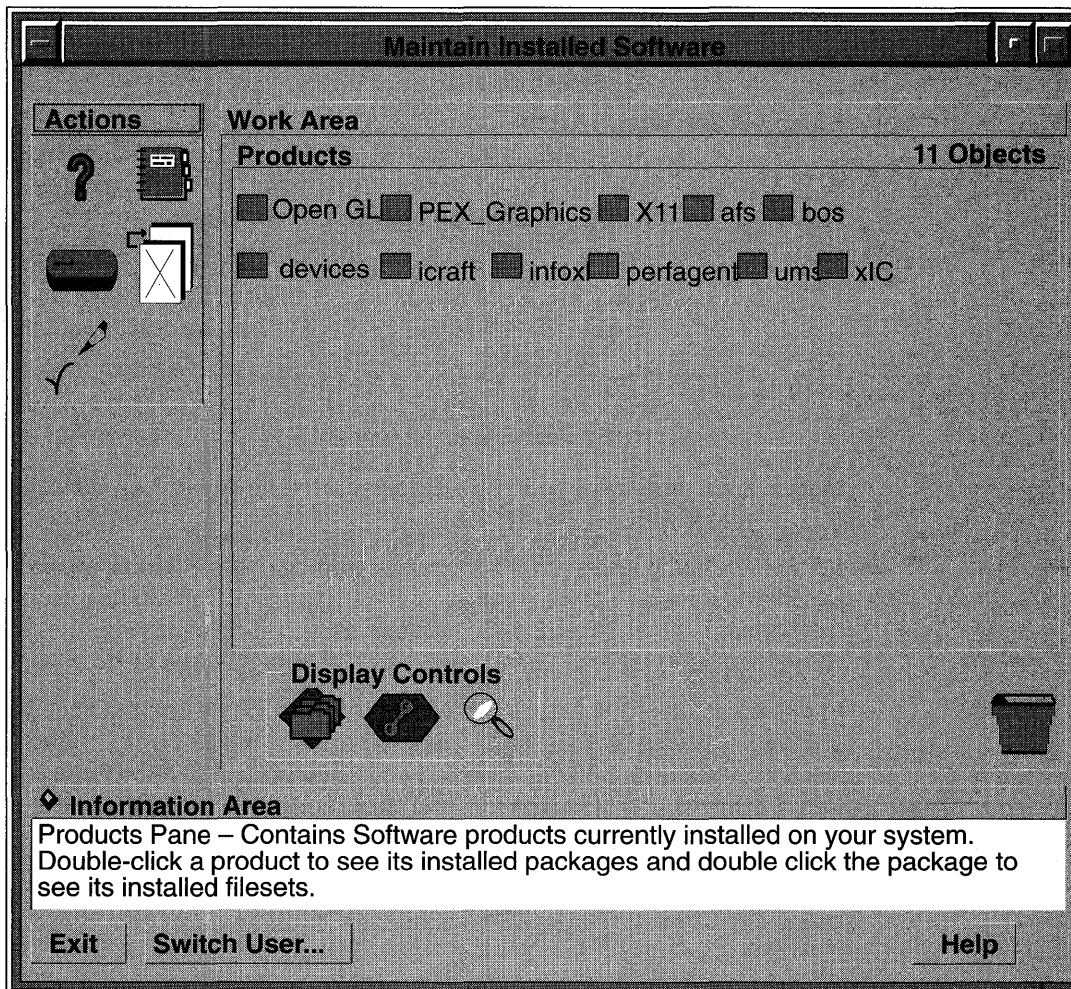 Maintain Installed Software
Actions
Work Area
Products 11 Objects
Open GL PEX_Graphics X11 afs bos
devices icraft infoxl perfagent ums xIC
Display Controls
Information Area
Products Pane – Contains Software products currently installed on your system.
Double-click a product to see its installed packages and double click the package to
see its installed filesets.
Exit Switch User... Help